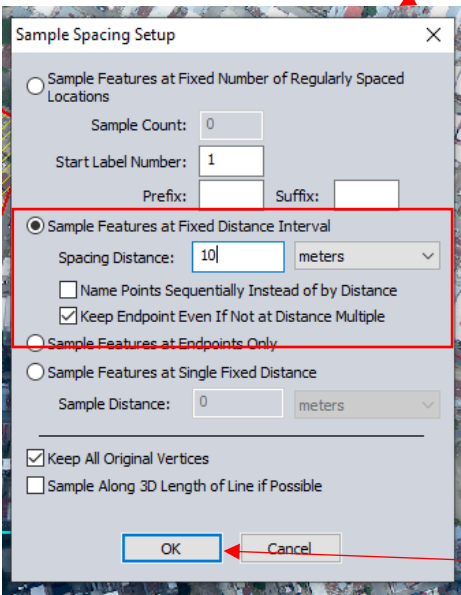 Sample Spacing Setup
Sample Features at Fixed Number of Regularly Spaced
Locations
Sample Count: 0
Start Label Number: 1
Prefix: Suffix:
Sample Features at Fixed Distance Interval
Spacing Distance: 10 meters
Name Points Sequentially Instead of by Distance
Keep Endpoint Even If Not at Distance Multiple
Sample Features at Endpoints Only
Sample Features at Single Fixed Distance
Sample Distance: 0 meters
Keep All Original Vertices
Sample Along 3D Length of Line if Possible
OK Cancel